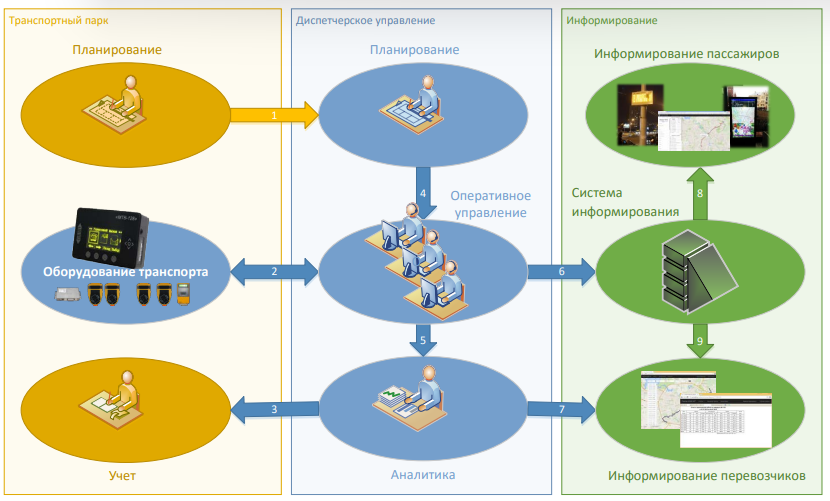 Транспортный парк
Диспетчерское управление
Информирование
Планирование
Планирование
Информирование пассажиров
1
4
8
Оперативное
управление
Система
информирования
Оборудование транспорта
2
6
5
9
3
7
Учет
Аналитика
Информирование перевозчиков